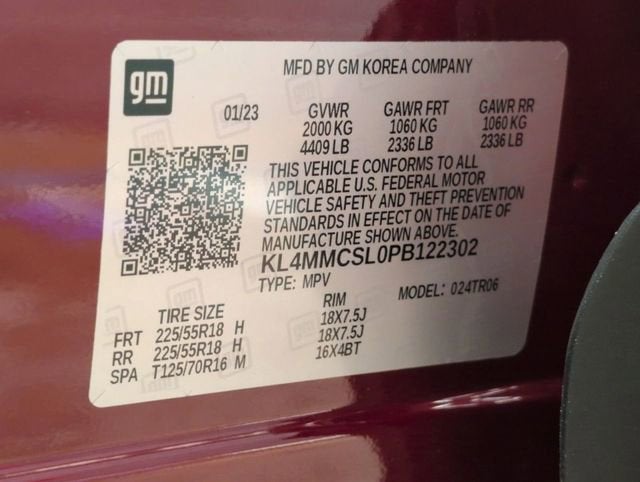 gm
MFD BY GM KOREA COMPANY
01/23 GVWR GAWR FRT GAWR RR
2000 KG 1060 KG 1060 KG
4409 LB 2336 LB 2336 LB
THIS VEHICLE CONFORMS TO ALL
APPLICABLE U.S. FEDERAL MOTOR
VEHICLE SAFETY AND THEFT PREVENTION
STANDARDS IN EFFECT ON THE DATE OF
MANUFACTURE SHOWN ABOVE.
KL4MMCSL0PB122302
TYPE: MPV MODEL: 024TR06
TIRE SIZE RIM
FRT 225/55R18 H 18X7.5J
RR 225/55R18 H 18X7.5J
SPA T125/70R16 M 16X4BT